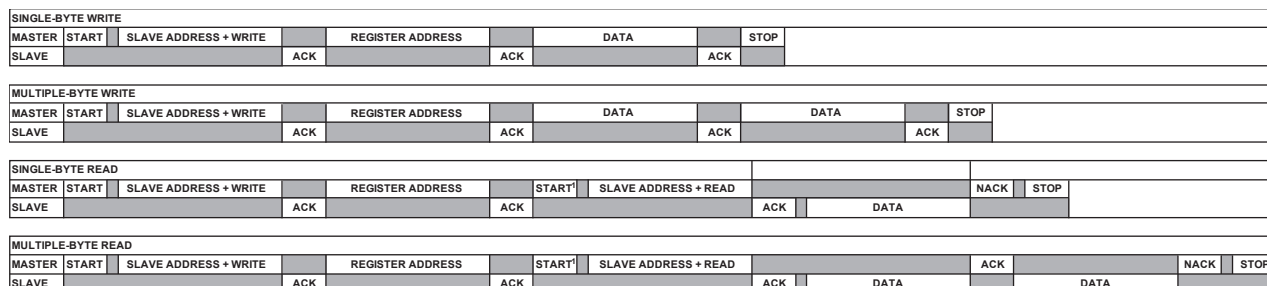 SINGLE-BYTE WRITE
MASTER START SLAVE ADDRESS + WRITE REGISTER ADDRESS DATA STOP
SLAVE ACK ACK ACK
MULTIPLE-BYTE WRITE
MASTER START SLAVE ADDRESS + WRITE REGISTER ADDRESS DATA DATA STOP
SLAVE ACK ACK ACK ACK
SINGLE-BYTE READ
MASTER START SLAVE ADDRESS + WRITE REGISTER ADDRESS START¹ SLAVE ADDRESS + READ NACK STOP
SLAVE ACK ACK ACK DATA
MULTIPLE-BYTE READ
MASTER START SLAVE ADDRESS + WRITE REGISTER ADDRESS START¹ SLAVE ADDRESS + READ ACK NACK STOP
SLAVE ACK ACK ACK DATA DATA